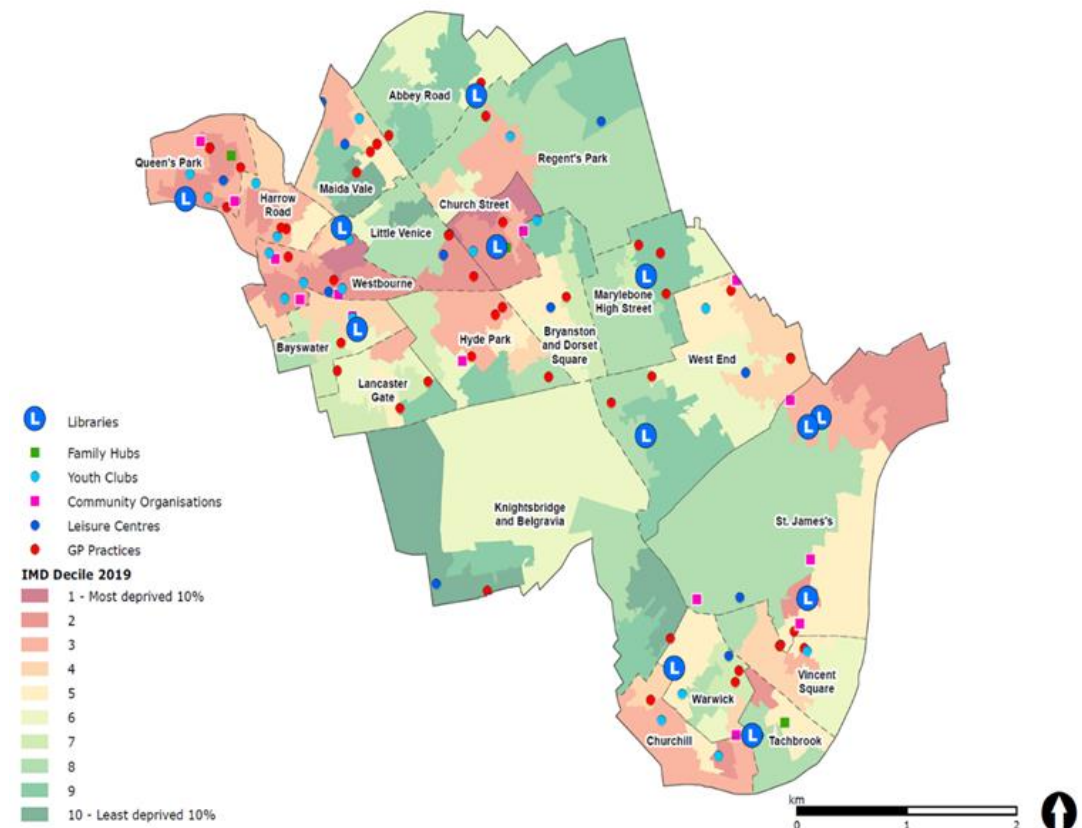 Abbey Road
L
Queen's Park
Regent's Park
Maida Vale
L
Harrow
Road
Church Street
L
Little Venice
L
Westbourne
L
Marylebone
High Street
L
Bayswater
Hyde Park
Bryanston
and Dorset
Square
West End
Lancaster
Gate
L
L
L
Knightsbridge
and Belgravia
St. James's
L
L
Vincent
Square
Warwick
Churchill
L
Tachbrook
L Libraries
Family Hubs
Youth Clubs
Community Organisations
Leisure Centres
GP Practices
IMD Decile 2019
1 - Most deprived 10%
2
3
4
5
6
7
8
9
10 - Least deprived 10%
km
0 1 2